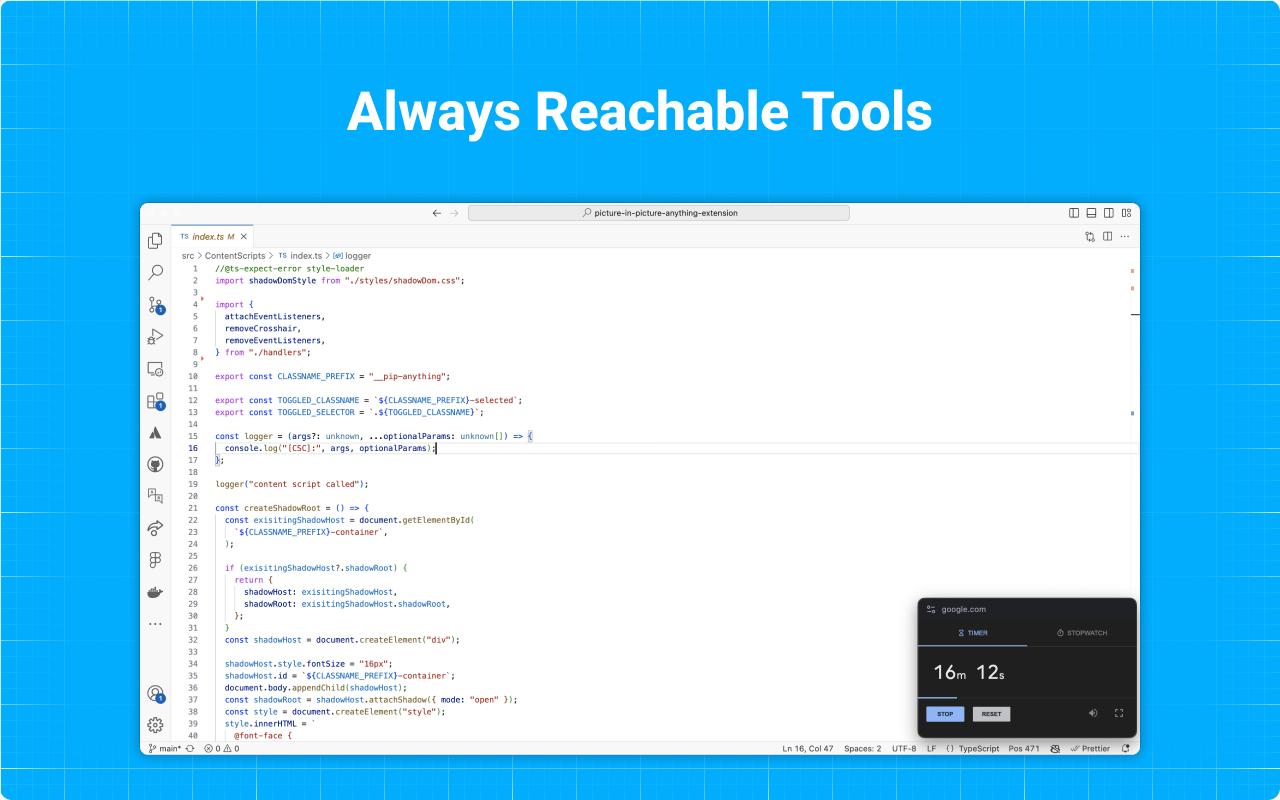 Always Reachable Tools
picture-in-picture-anything-extension
TS index.ts M
src > ContentScripts > TS index.ts > logger
1 //@ts-expect-error style-loader
2 import shadowDomStyle from "./styles/shadowDom.css";
3
4 import {
5 attachEventListeners,
6 removeCrosshair,
7 removeEventListeners,
8 } from "./handlers";
9
10 export const CLASSNAME_PREFIX = "__pip-anything";
11
12 export const TOGGLED_CLASSNAME = `${CLASSNAME_PREFIX}-selected`;
13 export const TOGGLED_SELECTOR = `.${TOGGLED_CLASSNAME}`;
14
15 const logger = (args?: unknown, ...optionalParams: unknown[]) => {
16 console.log("[CSC]:", args, optionalParams);
17 };
18
19 logger("content script called");
20
21 const createShadowRoot = () => {
22 const exisitingShadowHost = document.getElementById(
23 `${CLASSNAME_PREFIX}-container`,
24 );
25
26 if (exisitingShadowHost?.shadowRoot) {
27 return {
28 shadowHost: exisitingShadowHost,
29 shadowRoot: exisitingShadowHost.shadowRoot,
30 };
31 }
32 const shadowHost = document.createElement("div");
33
34 shadowHost.style.fontSize = "16px";
35 shadowHost.id = `${CLASSNAME_PREFIX}-container`;
36 document.body.appendChild(shadowHost);
37 const shadowRoot = shadowHost.attachShadow({ mode: "open" });
38 const style = document.createElement("style");
39 style.innerHTML = `
40 @font-face {
1
1
1
google.com
TIMER STOPWATCH
16m 12s
STOP RESET
main* 0 0 Ln 16, Col 47 Spaces: 2 UTF-8 LF {} TypeScript Pos 471 Prettier